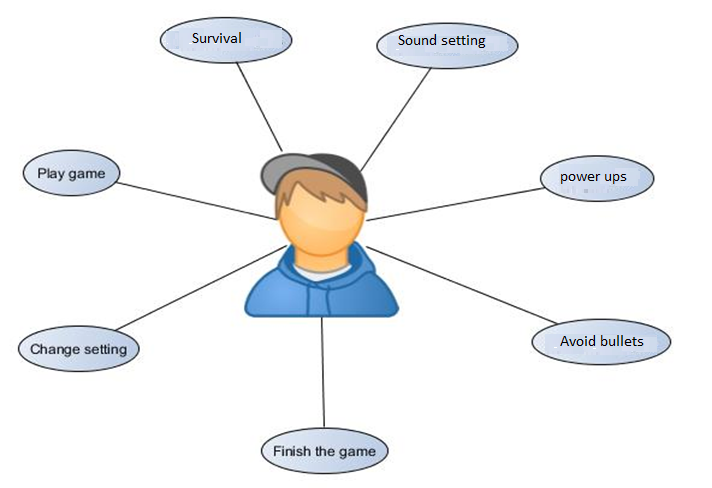 Survival
Sound setting
Play game
power ups
Change setting
Avoid bullets
Finish the game